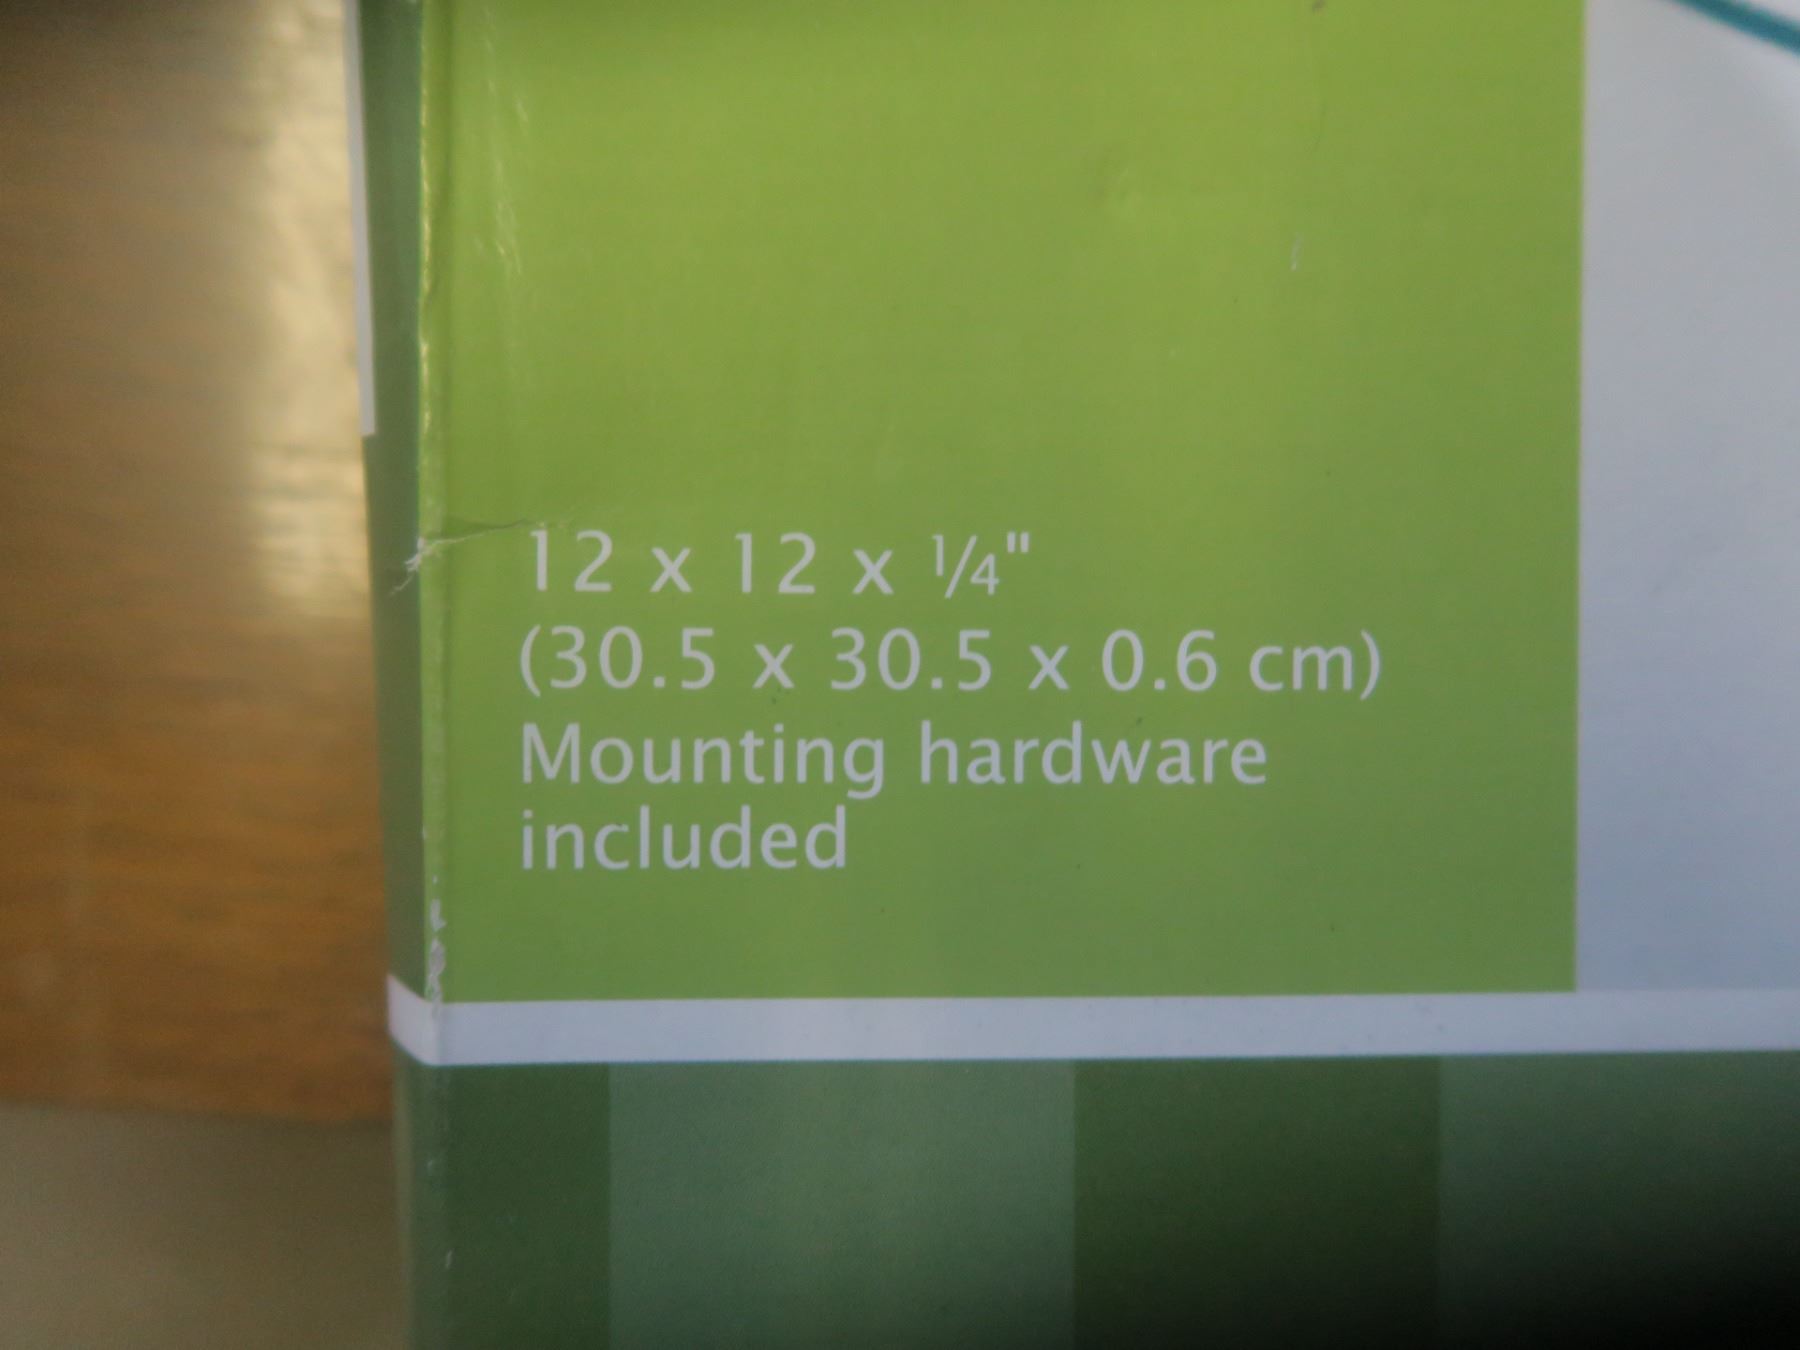 12 x 12 x ¼"
(30.5 x 30.5 x 0.6 cm)
Mounting hardware
included